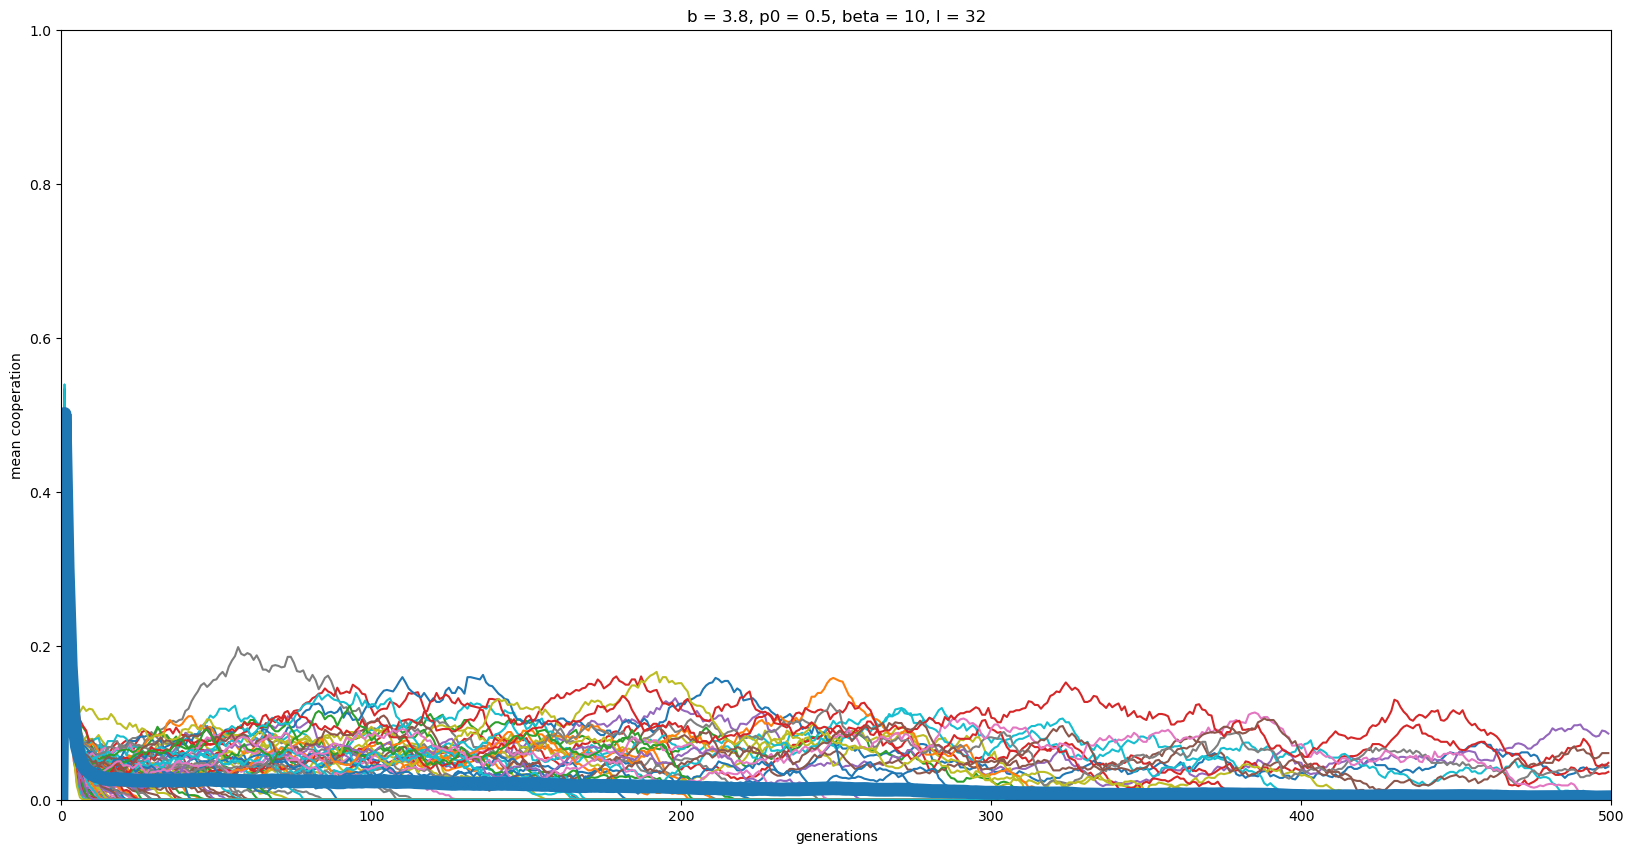 b = 3.8, p0 = 0.5, beta = 10, l = 32
1.0
0.8
0.6
0.4
0.2
0.0
mean cooperation
0 100 200 300 400 500
generations